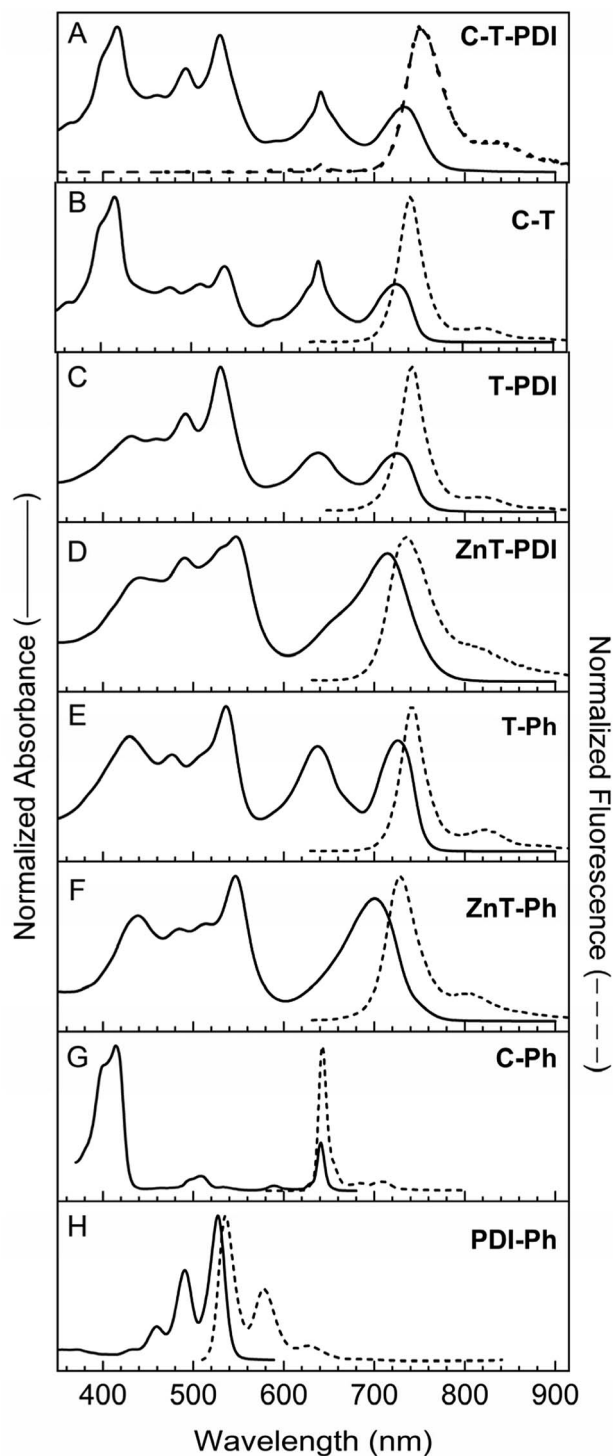 A
C-T-PDI
B
C-T
C
T-PDI
D
ZnT-PDI
E
T-Ph
F
ZnT-Ph
G
C-Ph
H
PDI-Ph
Normalized Absorbance (———)
Normalized Fluorescence (– – – –)
400 500 600 700 800 900
Wavelength (nm)